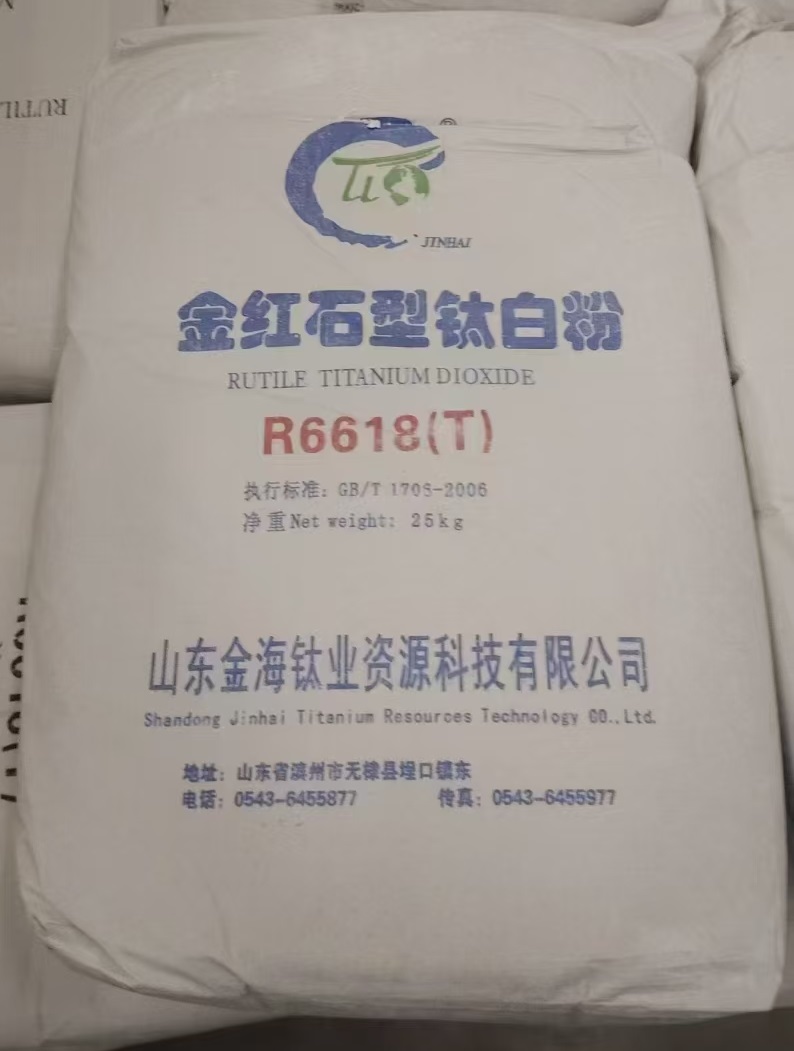 RUTIL
®
TiO
JINHAI
金红石型钛白粉
RUTILE TITANIUM DIOXIDE
R6618(T)
执行标准：GB/T 1706-2006
净重Net weight: 25kg
山东金海钛业资源科技有限公司
Shandong Jinhai Titanium Resources Technology CO.,Ltd.
地址：山东省滨州市无棣县埕口镇东
电话：0543-6455877 传真：0543-6455977